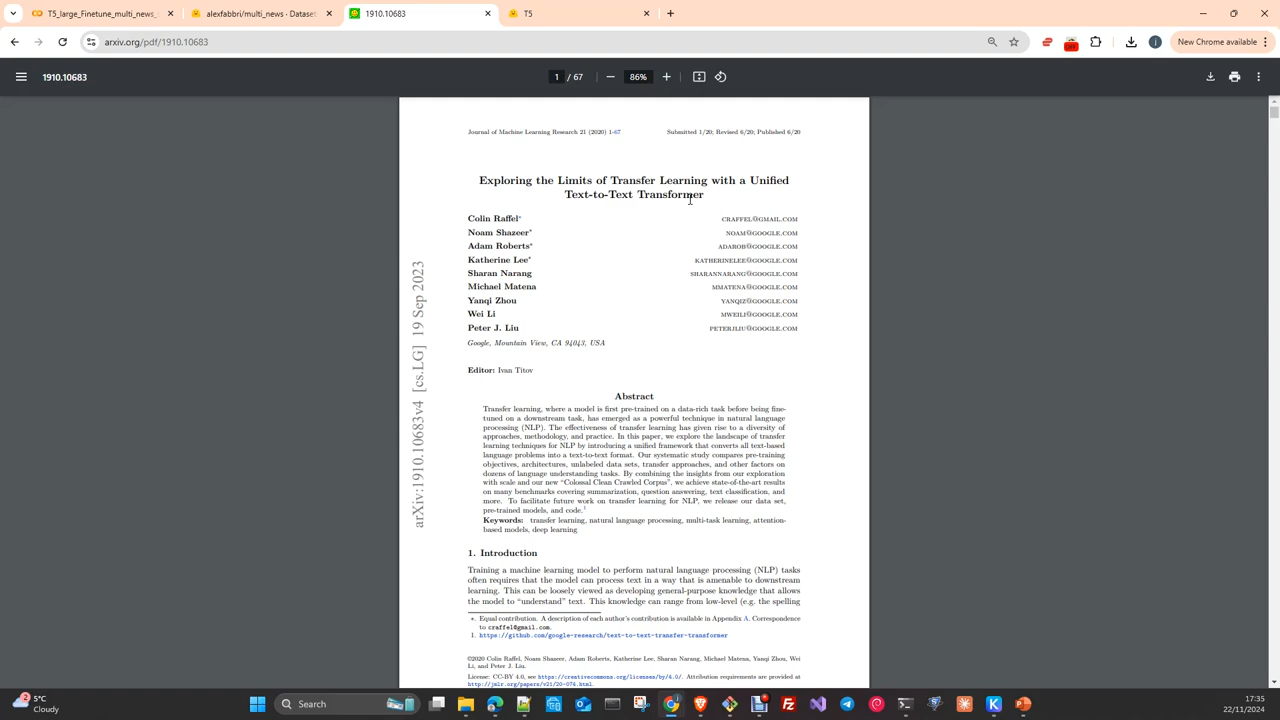 T5_large_Finetune_multi_news_
alexfabbri/multi_news · Dataset
1910.10683
T5
arxiv.org/pdf/1910.10683
OFF
New Chrome available
1910.10683
1 / 67
86%
Journal of Machine Learning Research 21 (2020) 1-67
Submitted 1/20; Revised 6/20; Published 6/20
Exploring the Limits of Transfer Learning with a Unified
Text-to-Text Transformer
Colin Raffel∗ CRAFFEL@GMAIL.COM
Noam Shazeer∗ NOAM@GOOGLE.COM
Adam Roberts∗ ADAROB@GOOGLE.COM
Katherine Lee∗ KATHERINELEE@GOOGLE.COM
Sharan Narang SHARANNARANG@GOOGLE.COM
Michael Matena MMATENA@GOOGLE.COM
Yanqi Zhou YANQIZ@GOOGLE.COM
Wei Li MWEILI@GOOGLE.COM
Peter J. Liu PETERJLIU@GOOGLE.COM
Google, Mountain View, CA 94043, USA
Editor: Ivan Titov
arXiv:1910.10683v4 [cs.LG] 19 Sep 2023
Abstract
Transfer learning, where a model is first pre-trained on a data-rich task before being fine-
tuned on a downstream task, has emerged as a powerful technique in natural language
processing (NLP). The effectiveness of transfer learning has given rise to a diversity of
approaches, methodology, and practice. In this paper, we explore the landscape of transfer
learning techniques for NLP by introducing a unified framework that converts all text-based
language problems into a text-to-text format. Our systematic study compares pre-training
objectives, architectures, unlabeled data sets, transfer approaches, and other factors on
dozens of language understanding tasks. By combining the insights from our exploration
with scale and our new “Colossal Clean Crawled Corpus”, we achieve state-of-the-art results
on many benchmarks covering summarization, question answering, text classification, and
more. To facilitate future work on transfer learning for NLP, we release our data set,
pre-trained models, and code.1
Keywords: transfer learning, natural language processing, multi-task learning, attention-
based models, deep learning
1. Introduction
Training a machine learning model to perform natural language processing (NLP) tasks
often requires that the model can process text in a way that is amenable to downstream
learning. This can be loosely viewed as developing general-purpose knowledge that allows
the model to “understand” text. This knowledge can range from low-level (e.g. the spelling
∗. Equal contribution. A description of each author’s contribution is available in Appendix A. Correspondence
to craffel@gmail.com.
1. https://github.com/google-research/text-to-text-transfer-transformer
©2020 Colin Raffel, Noam Shazeer, Adam Roberts, Katherine Lee, Sharan Narang, Michael Matena, Yanqi Zhou, Wei
Li, and Peter J. Liu.
License: CC-BY 4.0, see https://creativecommons.org/licenses/by/4.0/. Attribution requirements are provided at
http://jmlr.org/papers/v21/20-074.html.
5°C
Cloudy
Search
17:35
22/11/2024